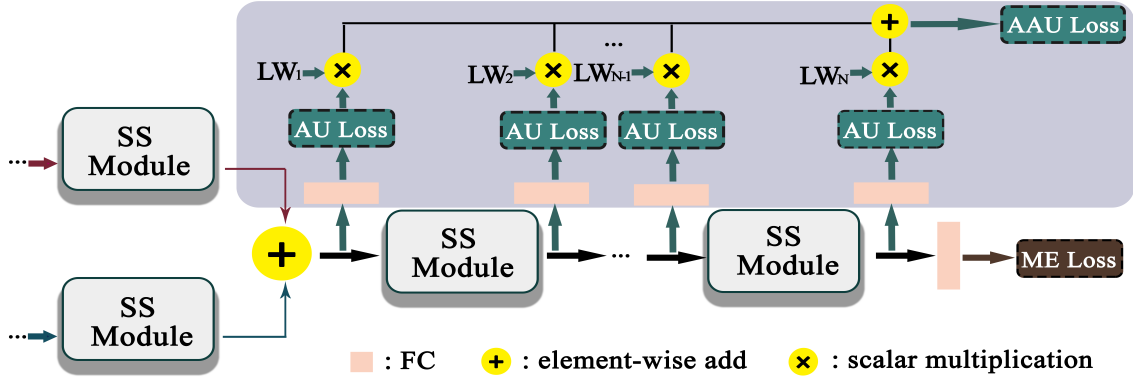 ... AAU Loss
LW1 LW2 LWN-1 LWN
AU Loss AU Loss AU Loss AU Loss
SS
Module
...
SS
Module
SS
Module
...
ME Loss
SS
Module
...
: FC : element-wise add : scalar multiplication